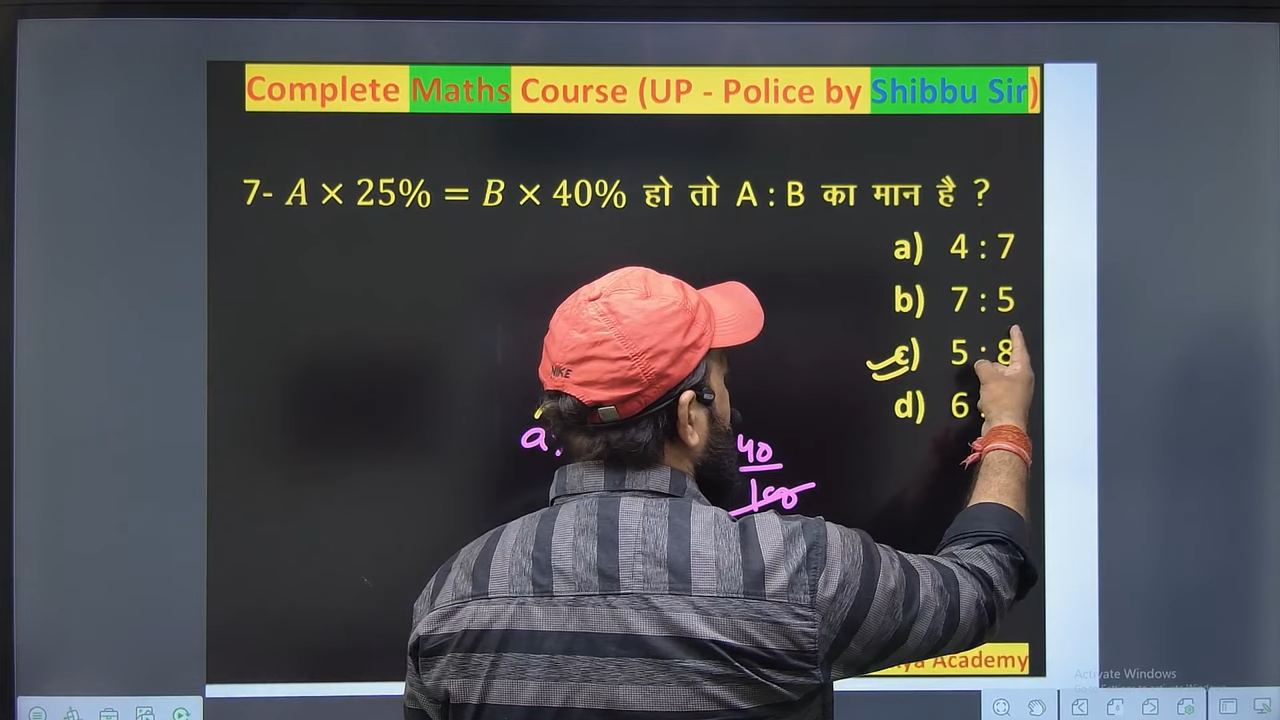 Complete Maths Course (UP - Police by Shibbu Sir)
7- A × 25% = B × 40% हो तो A : B का मान है ?
a) 4 : 7
b) 7 : 5
c) 5 : 8
d) 6
NIKE
a:
40
100
Academy
Activate Windows